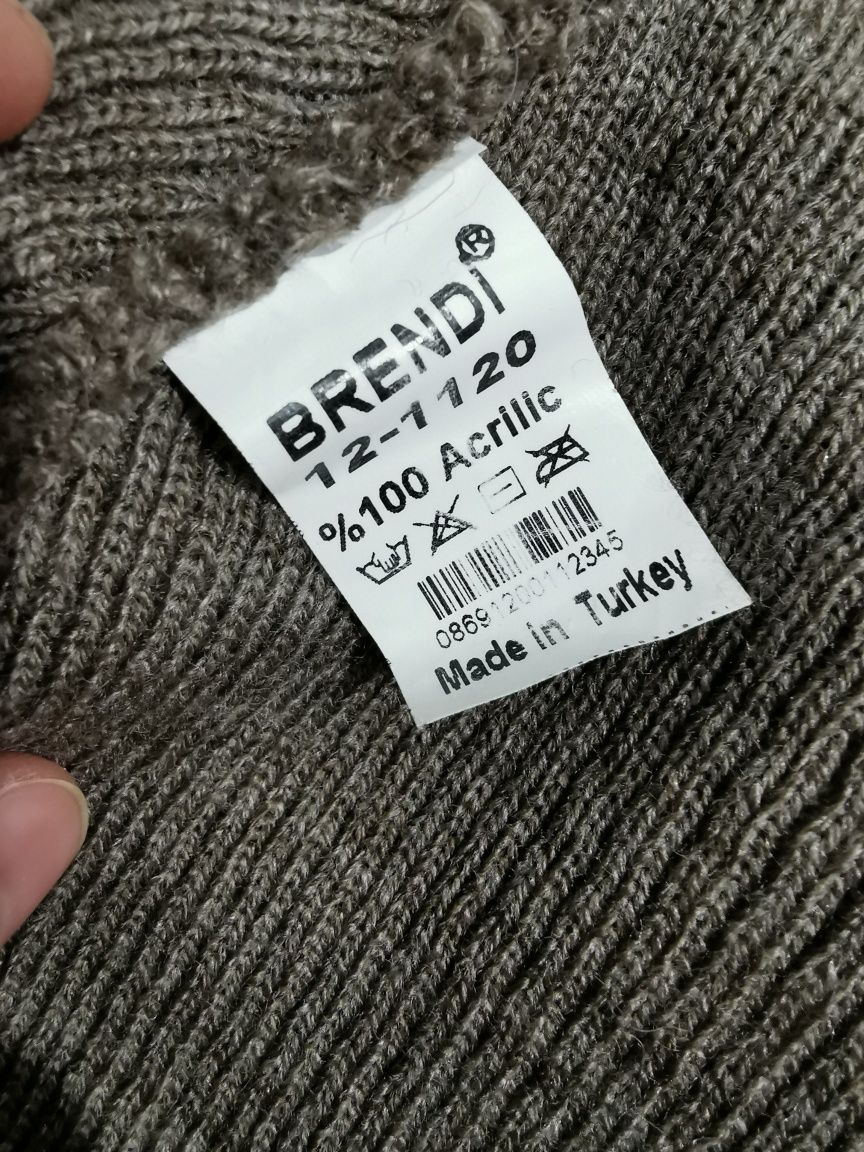 BRENDİ®
12-1120
%100 Acrilic
08691200112345
Made in Turkey